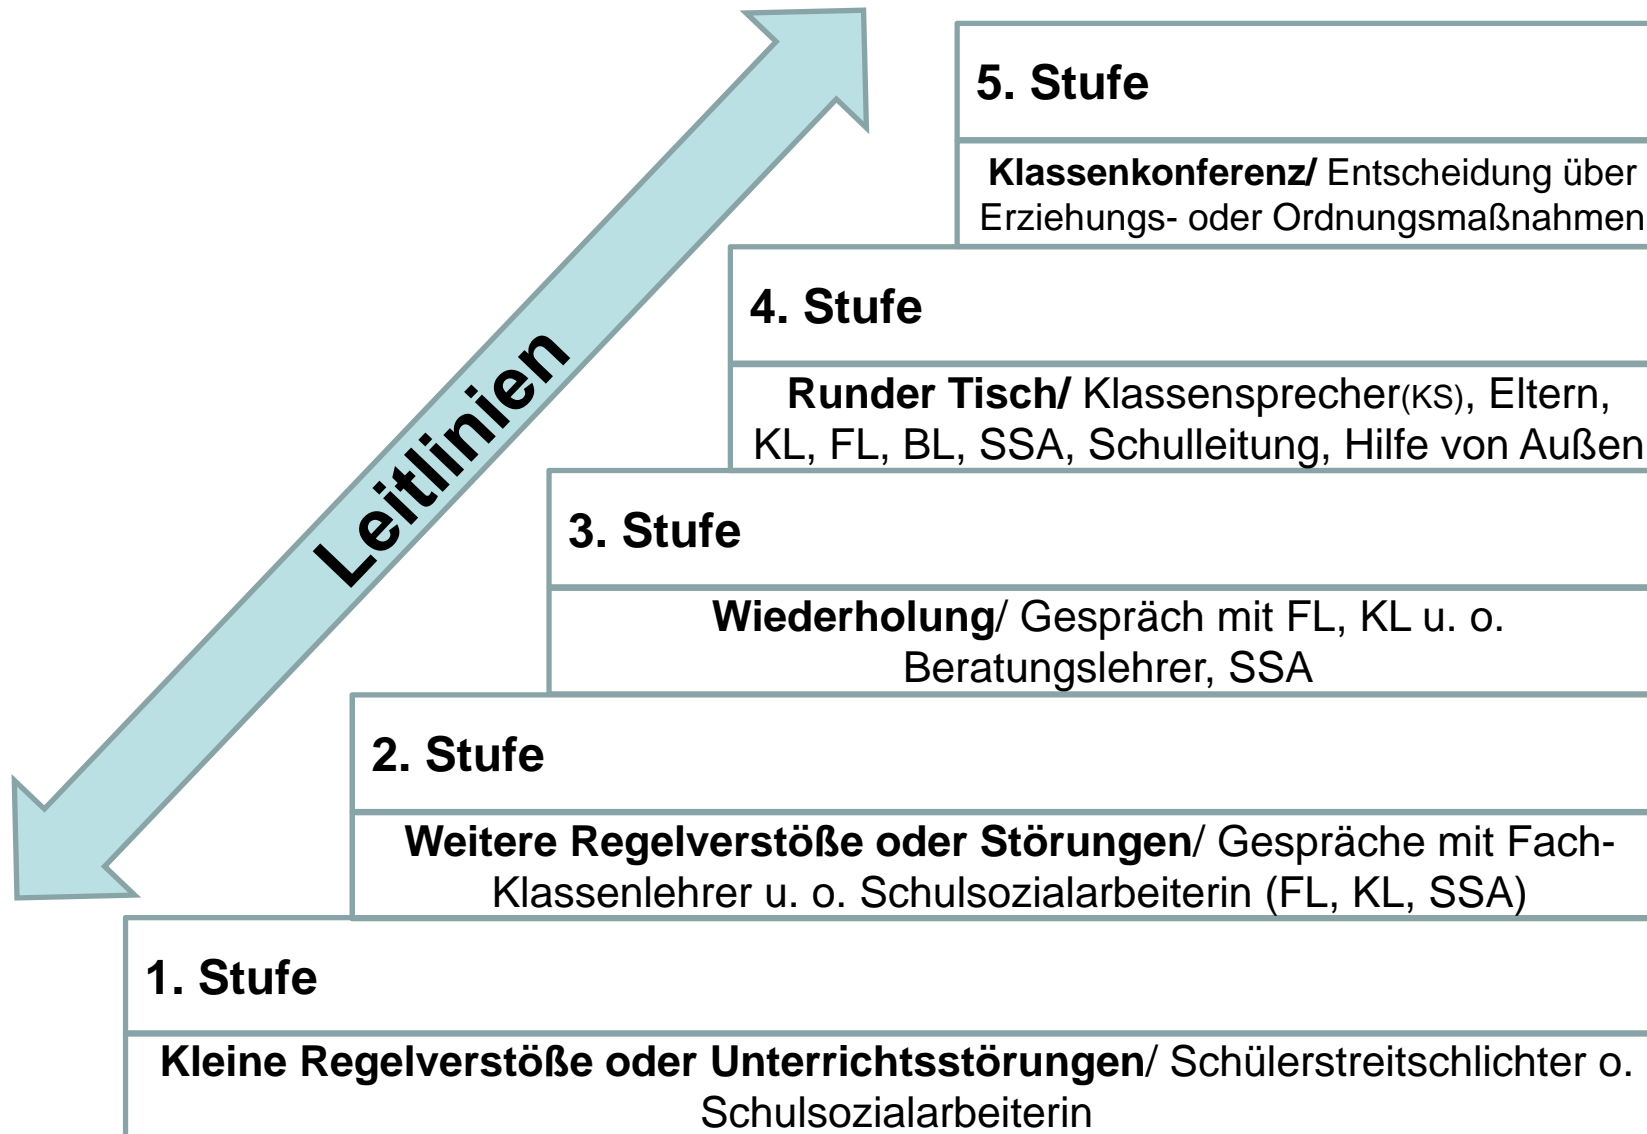 5. Stufe
Klassenkonferenz/ Entscheidung über
Erziehungs- oder Ordnungsmaßnahmen
4. Stufe
Runder Tisch/ Klassensprecher(KS), Eltern,
KL, FL, BL, SSA, Schulleitung, Hilfe von Außen
3. Stufe
Wiederholung/ Gespräch mit FL, KL u. o.
Beratungslehrer, SSA
2. Stufe
Weitere Regelverstöße oder Störungen/ Gespräche mit Fach-
Klassenlehrer u. o. Schulsozialarbeiterin (FL, KL, SSA)
1. Stufe
Kleine Regelverstöße oder Unterrichtsstörungen/ Schülerstreitschlichter o.
Schulsozialarbeiterin
Leitlinien